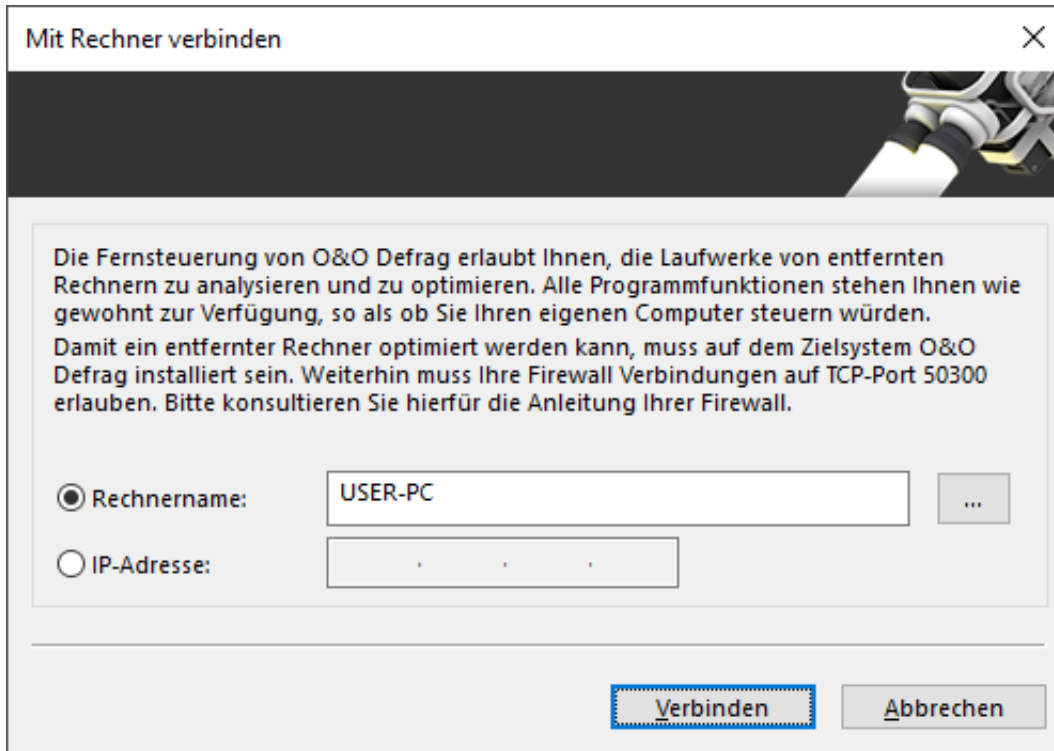 Mit Rechner verbinden
Die Fernsteuerung von O&O Defrag erlaubt Ihnen, die Laufwerke von entfernten
Rechnern zu analysieren und zu optimieren. Alle Programmfunktionen stehen Ihnen wie
gewohnt zur Verfügung, so als ob Sie Ihren eigenen Computer steuern würden.
Damit ein entfernter Rechner optimiert werden kann, muss auf dem Zielsystem O&O
Defrag installiert sein. Weiterhin muss Ihre Firewall Verbindungen auf TCP-Port 50300
erlauben. Bitte konsultieren Sie hierfür die Anleitung Ihrer Firewall.
Rechnername: USER-PC ...
IP-Adresse: . . .
Verbinden Abbrechen